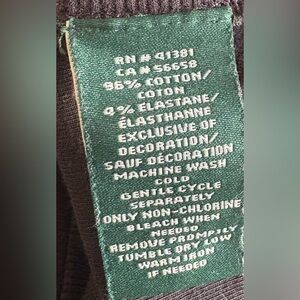 RN # 41381
CA # 56658
96% COTTON/
COTON
4% ELASTANE/
ÉLASTHANNE
EXCLUSIVE OF
DECORATION/
SAUF DÉCORATION
MACHINE WASH
COLD
GENTLE CYCLE
SEPARATELY
ONLY NON-CHLORINE
BLEACH WHEN
NEEDED
REMOVE PROMPTLY
TUMBLE DRY LOW
WARM IRON
IF NEEDED